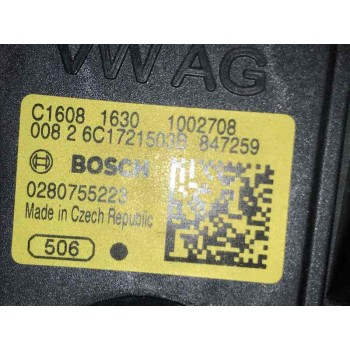 VW AG
C1608 1630 1002708
008 2 6C1721503B 847259
BOSCH
0280755223
Made in Czech Republic
506